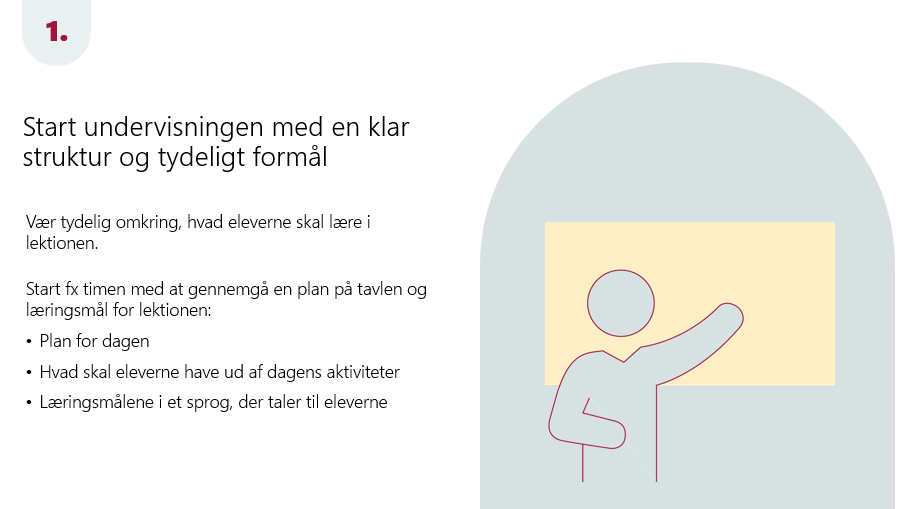 1.
Start undervisningen med en klar
struktur og tydeligt formål
Vær tydelig omkring, hvad eleverne skal lære i
lektionen.
Start fx timen med at gennemgå en plan på tavlen og
læringsmål for lektionen:
• Plan for dagen
• Hvad skal eleverne have ud af dagens aktiviteter
• Læringsmålene i et sprog, der taler til eleverne